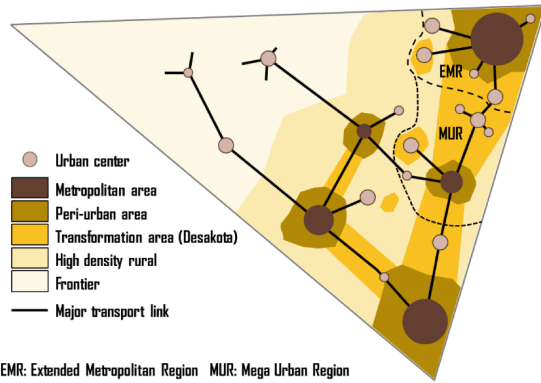 EMR
MUR
Urban center
Metropolitan area
Peri-urban area
Transformation area (Desakota)
High density rural
Frontier
Major transport link
EMR: Extended Metropolitan Region MUR: Mega Urban Region